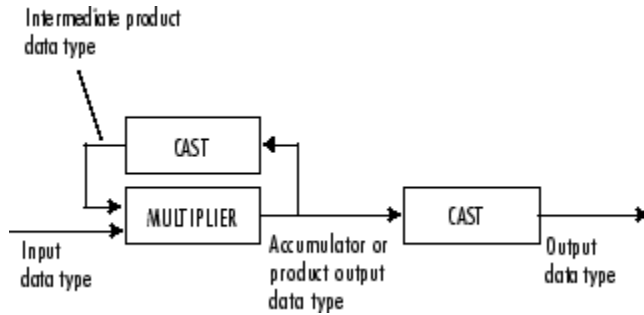 Intermediate product
data type
CAST
MULTIPLIER
CAST
Input
data type
Accumulator or
product output
data type
Output
data type